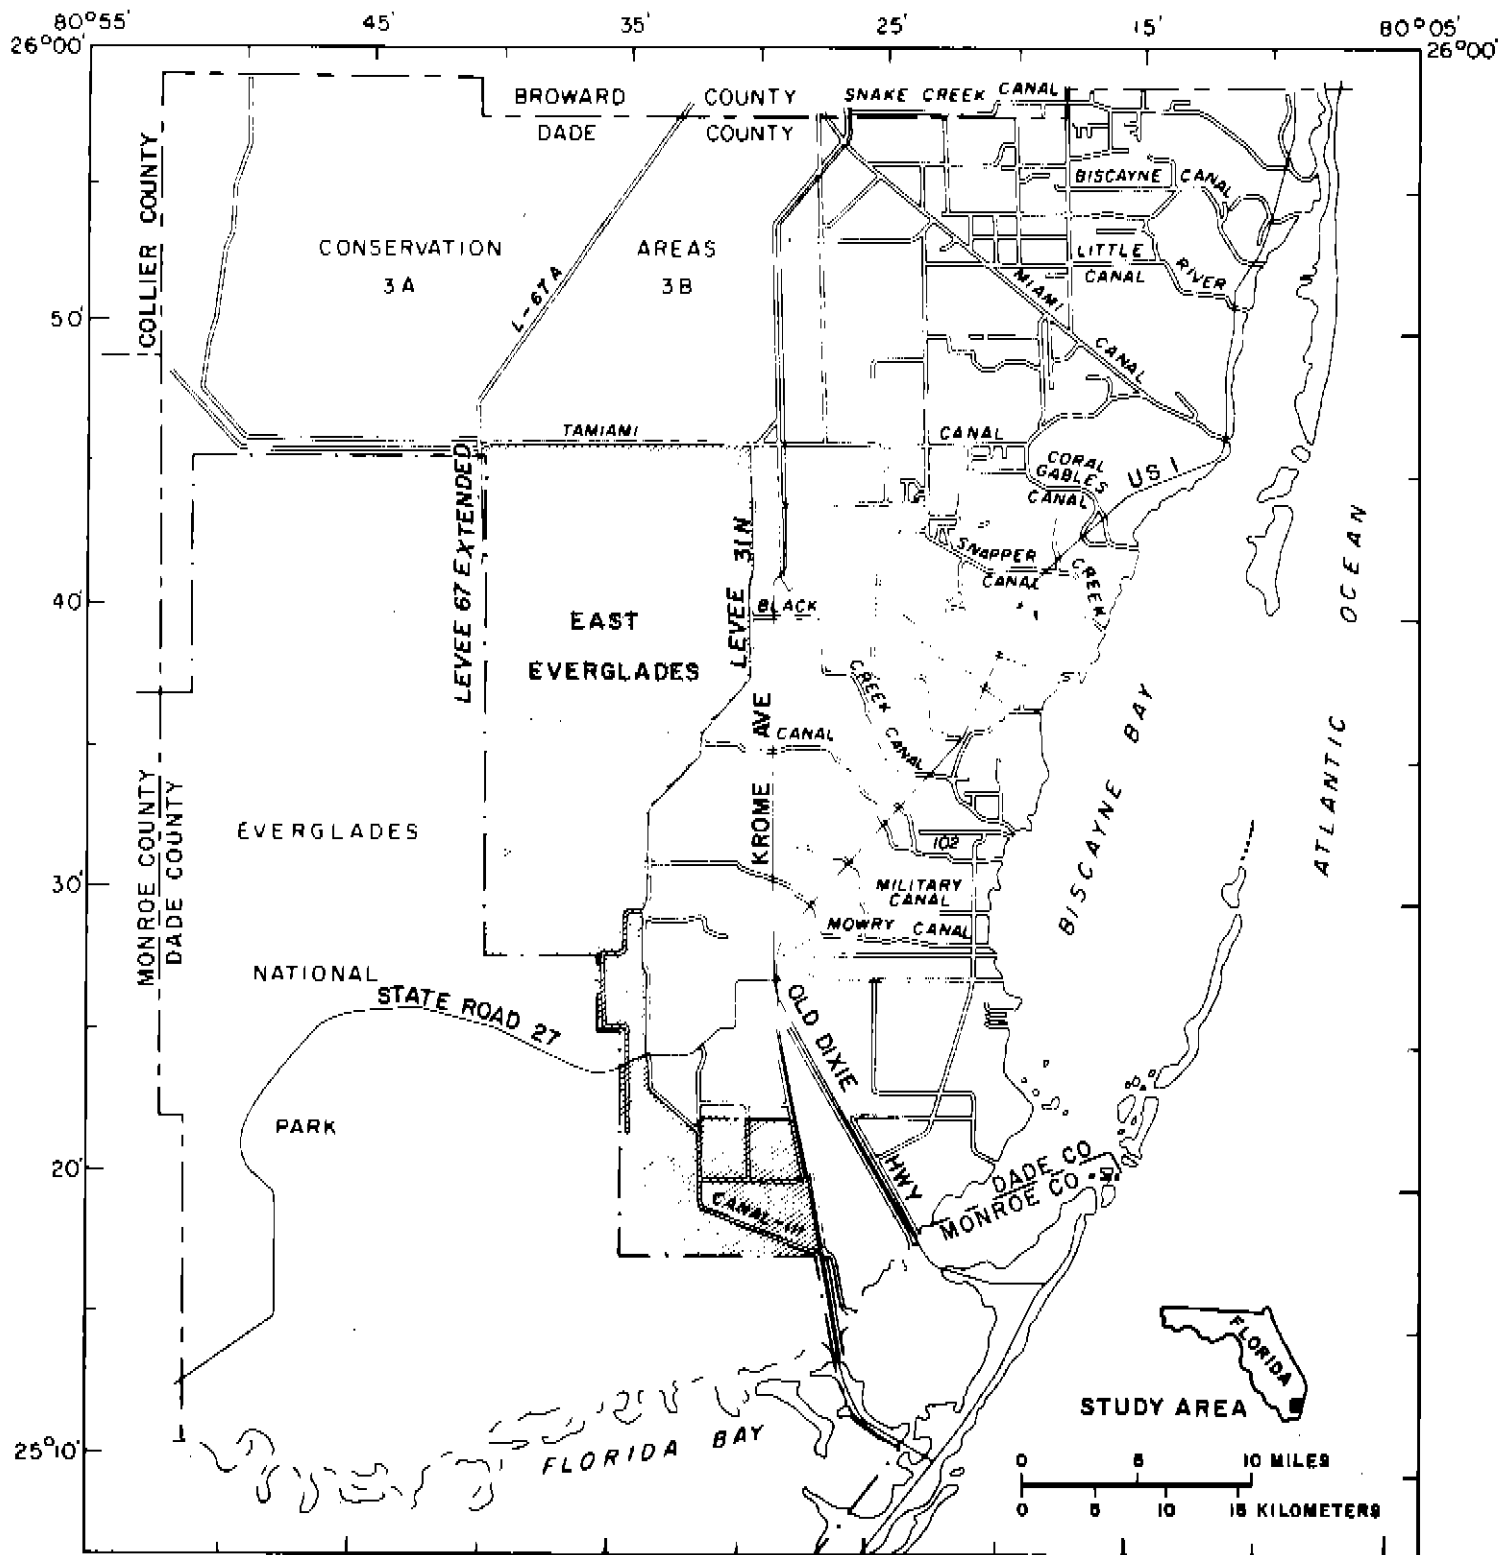 80°55'
45'
35'
25'
15'
80°05'
26°00'
26°00'
BROWARD COUNTY
DADE COUNTY
SNAKE CREEK CANAL
COLLIER COUNTY
BISCAYNE CANAL
CONSERVATION AREAS
3A
3B
L-67A
LITTLE RIVER
CANAL
MIAMI CANAL
50'
TAMIAMI CANAL
CORAL
GABLES
CANAL
US 1
LEVEE 67 EXTENDED
LEVEE 31N
SNAPPER CREEK
CANAL
ATLANTIC OCEAN
40'
BLACK CREEK CANAL
EAST
EVERGLADES
BISCAYNE BAY
KROME AVE
CANAL
102
MONROE COUNTY
DADE COUNTY
EVERGLADES
30'
MILITARY
CANAL
MOWRY CANAL
NATIONAL
STATE ROAD 27
OLD DIXIE HWY
PARK
20'
DADE CO
MONROE CO
CANAL-111
FLORIDA
STUDY AREA
25°10'
FLORIDA BAY
0 5 10 MILES
0 5 10 15 KILOMETERS